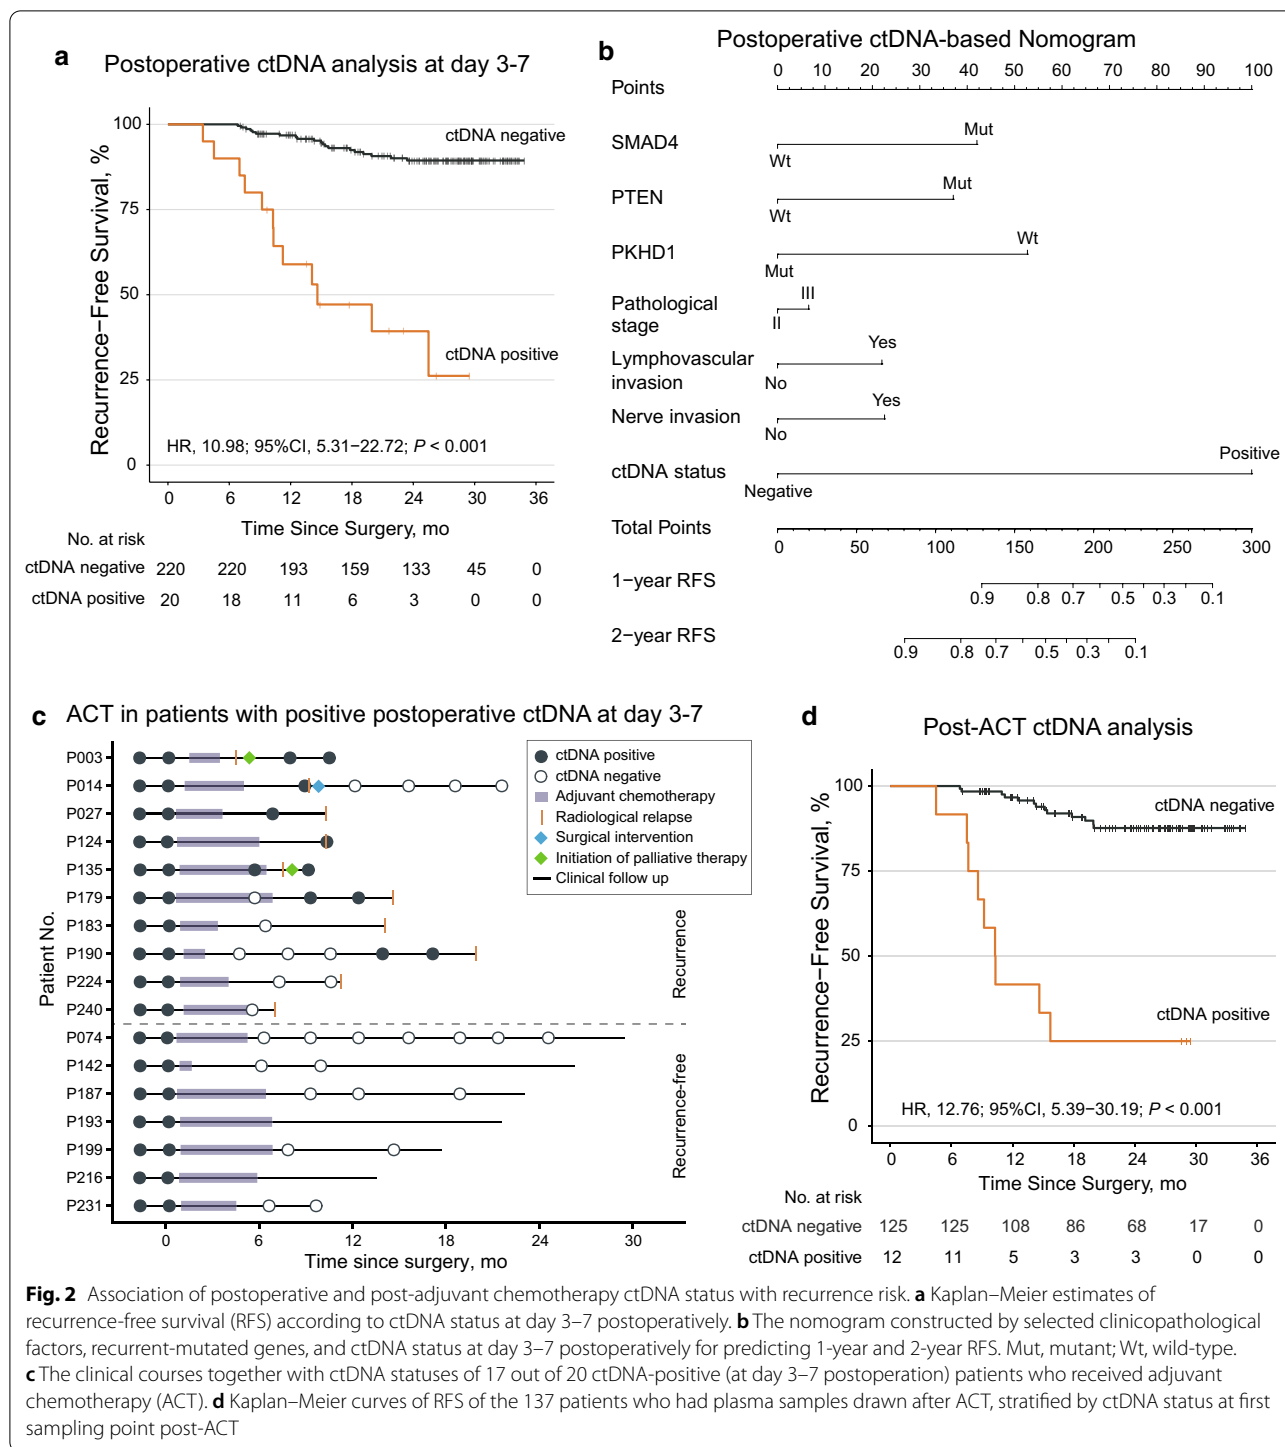 a
Postoperative ctDNA analysis at day 3-7
Recurrence−Free Survival, %
100
75
50
25
0
ctDNA negative
ctDNA positive
HR, 10.98; 95%CI, 5.31−22.72; P < 0.001
0 6 12 18 24 30 36
Time Since Surgery, mo
No. at risk
ctDNA negative 220 220 193 159 133 45 0
ctDNA positive 20 18 11 6 3 0 0
b
Postoperative ctDNA-based Nomogram
Points 0 10 20 30 40 50 60 70 80 90 100
SMAD4 Wt Mut
PTEN Wt Mut
PKHD1 Mut Wt
Pathological
stage
II III
Lymphovascular
invasion
No Yes
Nerve invasion No Yes
ctDNA status Negative Positive
Total Points 0 50 100 150 200 250 300
1−year RFS 0.9 0.8 0.7 0.5 0.3 0.1
2−year RFS 0.9 0.8 0.7 0.5 0.3 0.1
c
ACT in patients with positive postoperative ctDNA at day 3-7
Patient No.
P003
P014
P027
P124
P135
P179
P183
P190
P224
P240
P074
P142
P187
P193
P199
P216
P231
ctDNA positive
ctDNA negative
Adjuvant chemotherapy
Radiological relapse
Surgical intervention
Initiation of palliative therapy
Clinical follow up
Recurrence
Recurrence-free
0 6 12 18 24 30
Time since surgery, mo
d
Post-ACT ctDNA analysis
Recurrence−Free Survival, %
100
75
50
25
0
ctDNA negative
ctDNA positive
HR, 12.76; 95%CI, 5.39−30.19; P < 0.001
0 6 12 18 24 30 36
Time Since Surgery, mo
No. at risk
ctDNA negative 125 125 108 86 68 17 0
ctDNA positive 12 11 5 3 3 0 0
Fig. 2 Association of postoperative and post-adjuvant chemotherapy ctDNA status with recurrence risk. a Kaplan–Meier estimates of
recurrence-free survival (RFS) according to ctDNA status at day 3–7 postoperatively. b The nomogram constructed by selected clinicopathological
factors, recurrent-mutated genes, and ctDNA status at day 3–7 postoperatively for predicting 1-year and 2-year RFS. Mut, mutant; Wt, wild-type.
c The clinical courses together with ctDNA statuses of 17 out of 20 ctDNA-positive (at day 3–7 postoperation) patients who received adjuvant
chemotherapy (ACT). d Kaplan–Meier curves of RFS of the 137 patients who had plasma samples drawn after ACT, stratified by ctDNA status at first
sampling point post-ACT